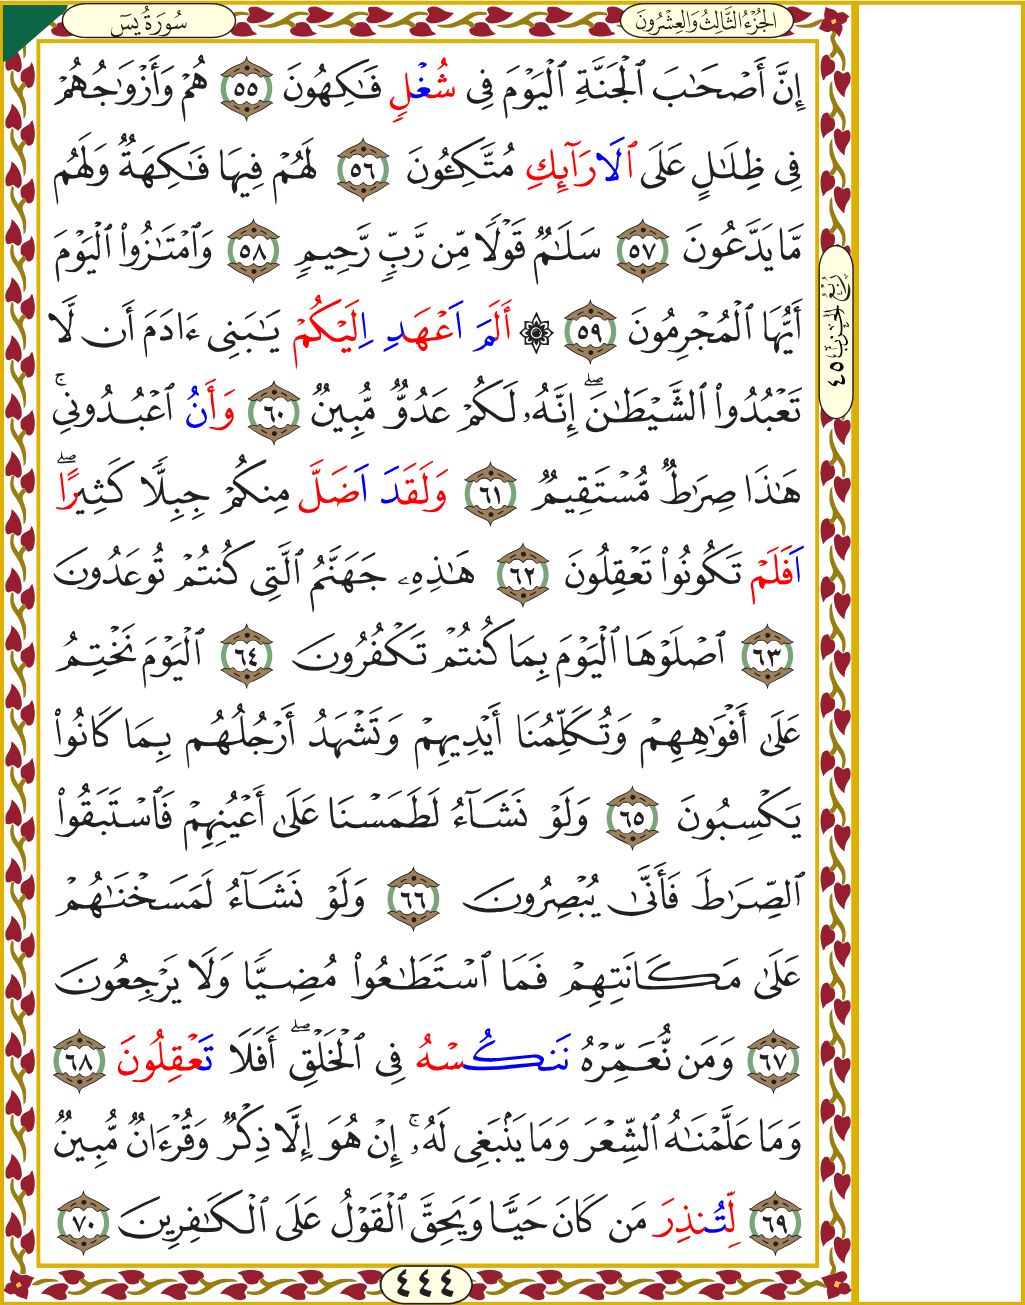 الجُزْءُ الثَّالِثُ وَالْعِشْرُونَ
سُورَةُ يسٓ
إِنَّ أَصْحَٰبَ ٱلْجَنَّةِ ٱلْيَوْمَ فِى شُغْلٍ فَٰكِهُونَ ٥٥ هُمْ وَأَزْوَٰجُهُمْ
فِى ظِلَٰلٍ عَلَى ٱلَارَآئِكِ مُتَّكِـُٔونَ ٥٦ لَهُمْ فِيهَا فَٰكِهَةٌ وَلَهُم
مَّا يَدَّعُونَ ٥٧ سَلَٰمٌ قَوْلًا مِّن رَّبٍّ رَّحِيمٍ ٥٨ وَٱمْتَٰزُوا۟ ٱلْيَوْمَ
أَيُّهَا ٱلْمُجْرِمُونَ ٥٩ ۞ أَلَمَ اَعْهَدِ اِلَيْكُمْ يَٰبَنِىٓ ءَادَمَ أَن لَّا
تَعْبُدُوا۟ ٱلشَّيْطَٰنَۖ إِنَّهُۥ لَكُمْ عَدُوٌّ مُّبِينٌ ٦٠ وَأَنُ ٱعْبُدُونِىۚ
هَٰذَا صِرَٰطٌ مُّسْتَقِيمٌ ٦١ وَلَقَدَ اَضَلَّ مِنكُمْ جِبِلًّا كَثِيرًاۖ
اَفَلَمْ تَكُونُوا۟ تَعْقِلُونَ ٦٢ هَٰذِهِۦ جَهَنَّمُ ٱلَّتِى كُنتُمْ تُوعَدُونَ
٦٣ ٱصْلَوْهَا ٱلْيَوْمَ بِمَا كُنتُمْ تَكْفُرُونَ ٦٤ ٱلْيَوْمَ نَخْتِمُ
عَلَىٰٓ أَفْوَٰهِهِمْ وَتُكَلِّمُنَآ أَيْدِيهِمْ وَتَشْهَدُ أَرْجُلُهُم بِمَا كَانُوا۟
يَكْسِبُونَ ٦٥ وَلَوْ نَشَآءُ لَطَمَسْنَا عَلَىٰٓ أَعْيُنِهِمْ فَٱسْتَبَقُوا۟
ٱلصِّرَٰطَ فَأَنَّىٰ يُبْصِرُونَ ٦٦ وَلَوْ نَشَآءُ لَمَسَخْنَٰهُمْ
عَلَىٰ مَكَانَتِهِمْ فَمَا ٱسْتَطَٰعُوا۟ مُضِيًّا وَلَا يَرْجِعُونَ
٦٧ وَمَن نُّعَمِّرْهُ نَنكُسْهُ فِى ٱلْخَلْقِۖ أَفَلَا تَعْقِلُونَ ٦٨
وَمَا عَلَّمْنَٰهُ ٱلشِّعْرَ وَمَا يَنۢبَغِى لَهُۥٓۚ إِنْ هُوَ إِلَّا ذِكْرٌ وَقُرْءَانٌ مُّبِينٌ
٦٩ لِّتُنذِرَ مَن كَانَ حَيًّا وَيَحِقَّ ٱلْقَوْلُ عَلَى ٱلْكَٰفِرِينَ ٧٠
رُبْعُ الْحِزْبِ ٤٥
٤٤٤